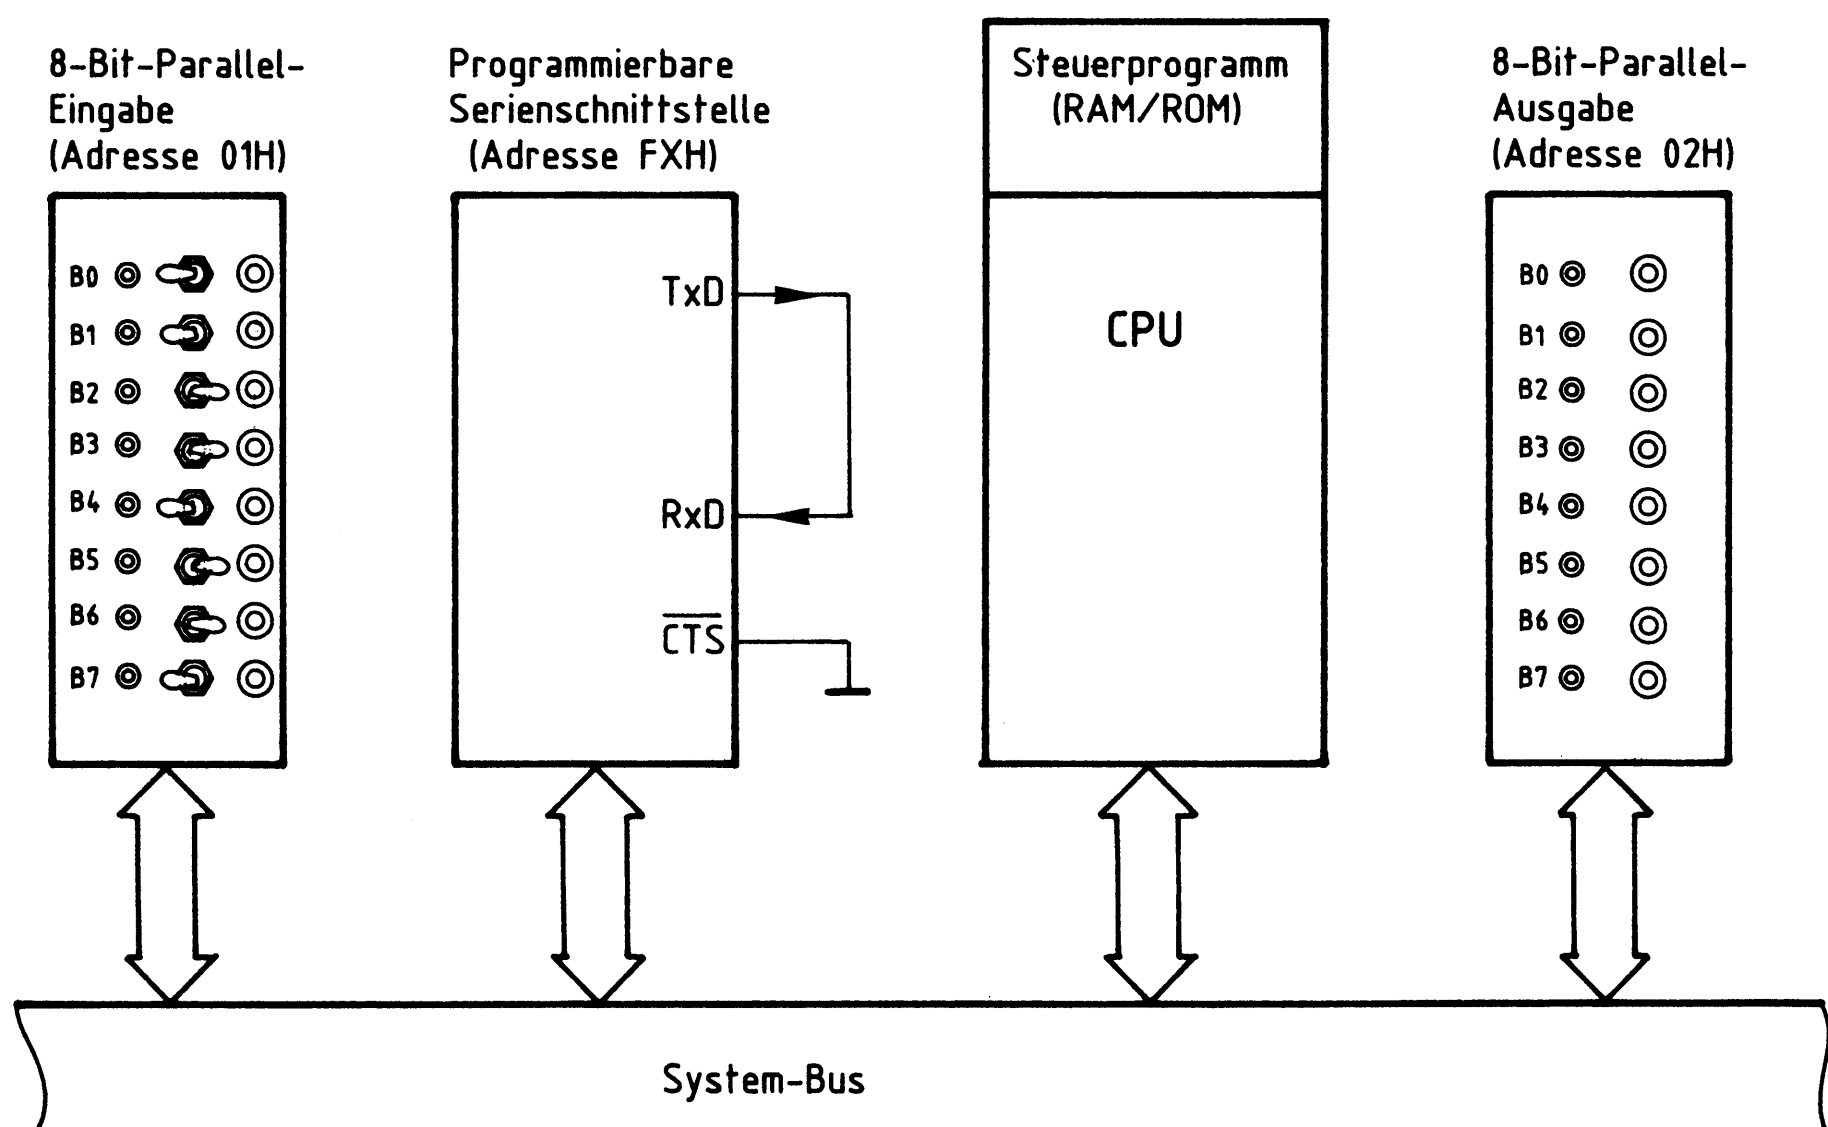 8-Bit-Parallel-
Eingabe
(Adresse 01H)
B0
B1
B2
B3
B4
B5
B6
B7
Programmierbare
Serienschnittstelle
(Adresse FXH)
TxD
RxD
CTS
Steuerprogramm
(RAM/ROM)
CPU
8-Bit-Parallel-
Ausgabe
(Adresse 02H)
B0
B1
B2
B3
B4
B5
B6
B7
System-Bus